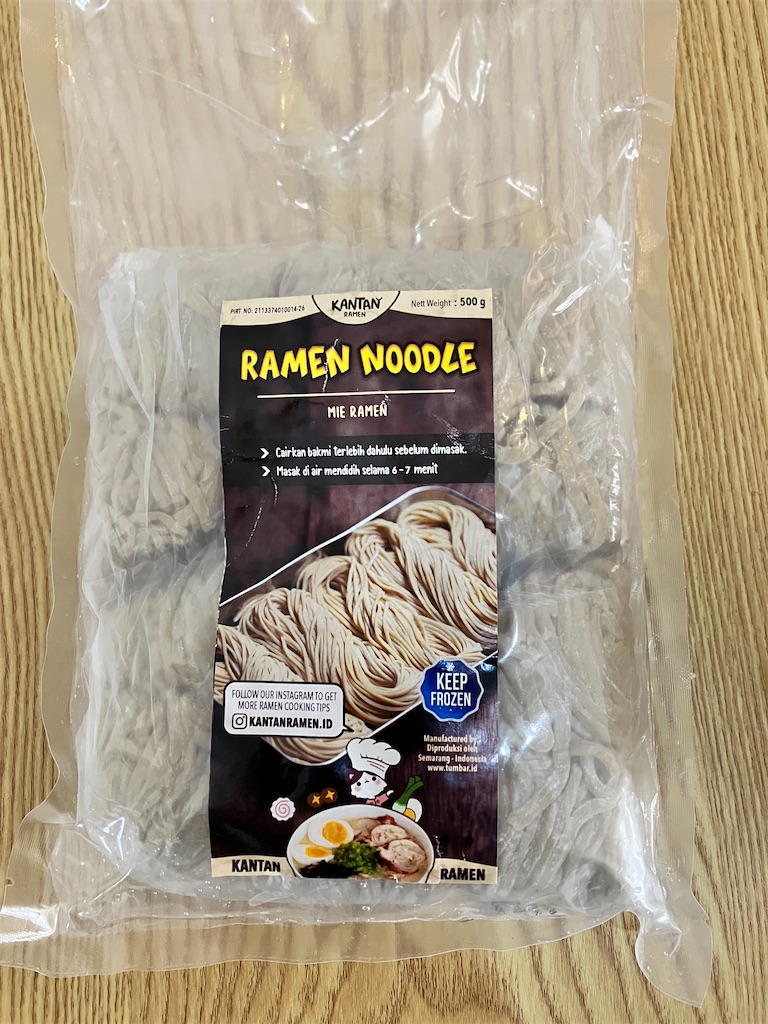 PIRT NO: 2113374010014-26
KANTAN
RAMEN
Nett Weight : 500 g
RAMEN NOODLE
MIE RAMEN
Cairkan bakmi terlebih dahulu sebelum dimasak.
Masak di air mendidih selama 6 - 7 menit
FOLLOW OUR INSTAGRAM TO GET
MORE RAMEN COOKING TIPS
KANTANRAMEN.ID
KEEP
FROZEN
Manufactured by
Diproduksi oleh
Semarang - Indonesia
www.tumbar.id
KANTAN
RAMEN